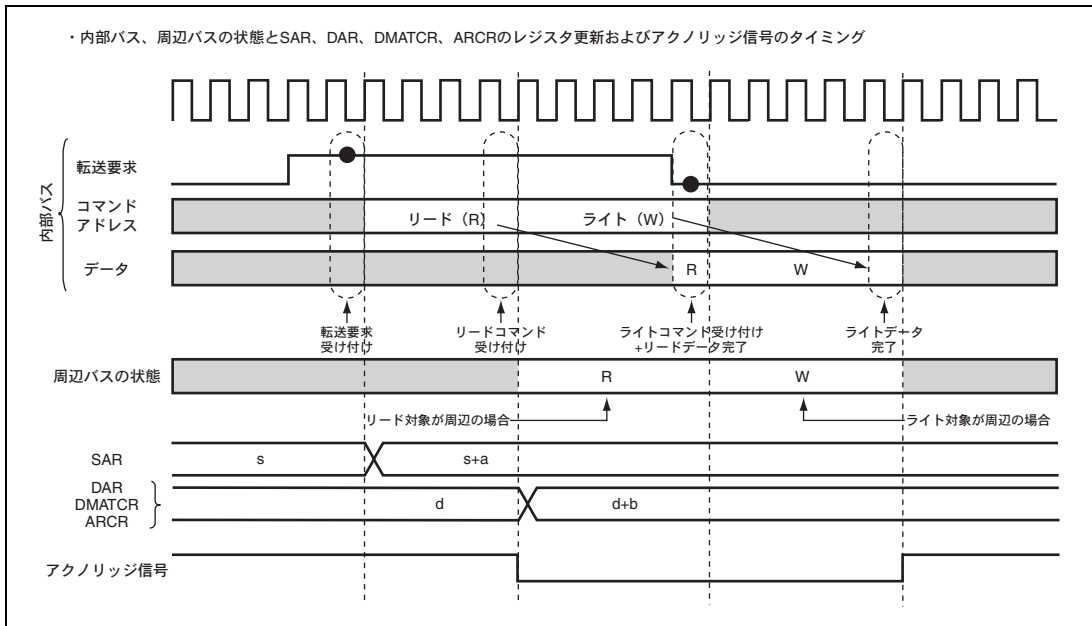 ・内部バス、周辺バスの状態とSAR、DAR、DMATCR、ARCRのレジスタ更新およびアクノリッジ信号のタイミング
内部バス
転送要求
コマンド
アドレス
リード（R）
ライト（W）
データ
R
W
転送要求
受け付け
リードコマンド
受け付け
ライトコマンド受け付け
+リードデータ完了
ライトデータ
完了
周辺バスの状態
R
W
リード対象が周辺の場合
ライト対象が周辺の場合
SAR
s
s+a
DAR
DMATCR
ARCR
d
d+b
アクノリッジ信号